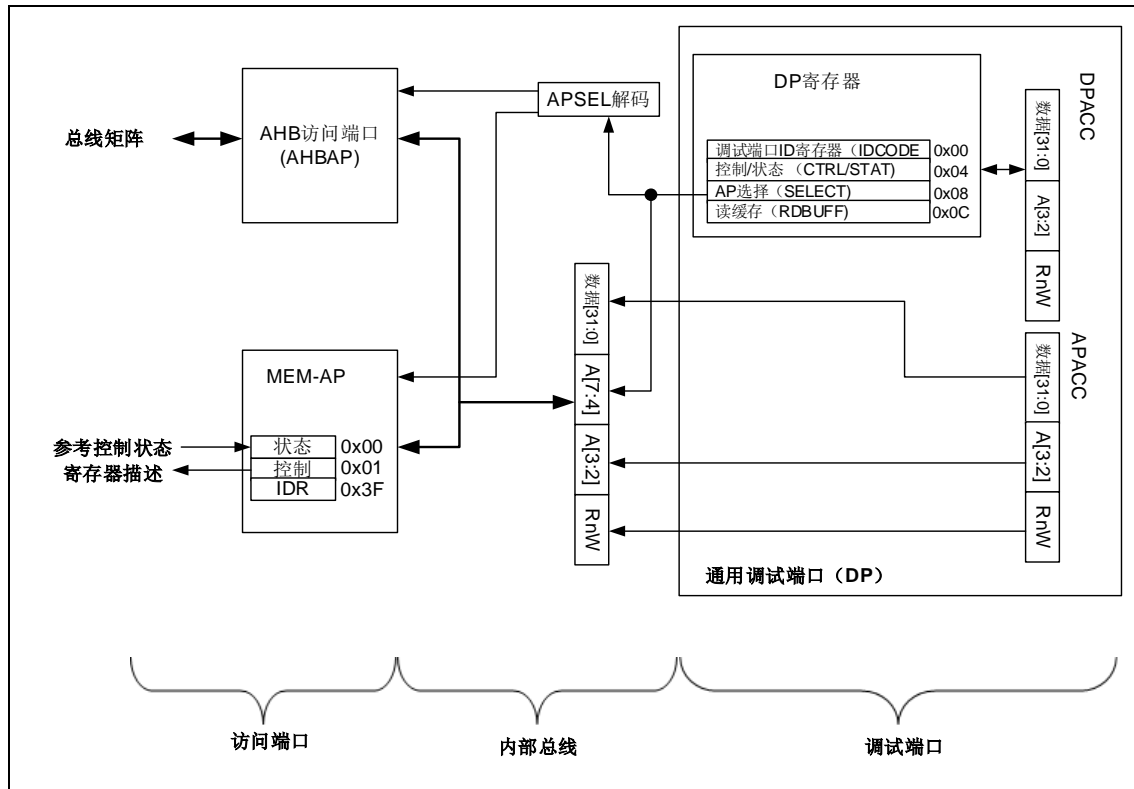 DP寄存器
DPACC
APSEL解码
AHB访问端口
(AHBAP)
总线矩阵
调试端口ID寄存器（IDCODE 0x00
控制/状态 （CTRL/STAT) 0x04
AP选择（SELECT) 0x08
读缓存（RDBUFF) 0x0C
数据[31:0]
A[3:2]
RnW
数据[31:0]
A[7:4]
A[3:2]
RnW
APACC
数据[31:0]
A[3:2]
RnW
MEM-AP
参考控制状态
寄存器描述
状态 0x00
控制 0x01
IDR 0x3F
通用调试端口（DP）
访问端口
内部总线
调试端口